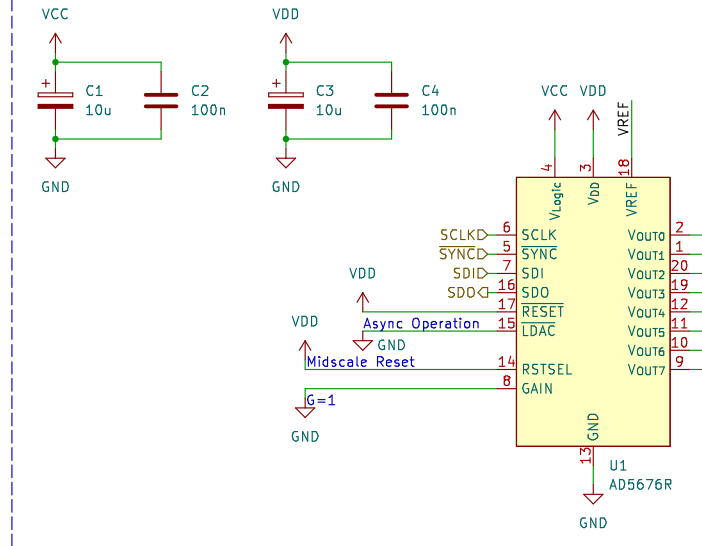 VCC
VDD
C1
10u
C2
100n
C3
10u
C4
100n
GND
GND
VCC
VDD
VREF
4
3
18
VLogic
VDD
VREF
SCLK
6
SCLK
SYNC
5
SYNC
SDI
7
SDI
SDO
16
SDO
VDD
17
RESET
Async Operation
15
LDAC
GND
VDD
Midscale Reset
14
RSTSEL
8
GAIN
G=1
GND
VOUT0
2
VOUT1
1
VOUT2
20
VOUT3
19
VOUT4
12
VOUT5
11
VOUT6
10
VOUT7
9
GND
13
U1
AD5676R
GND